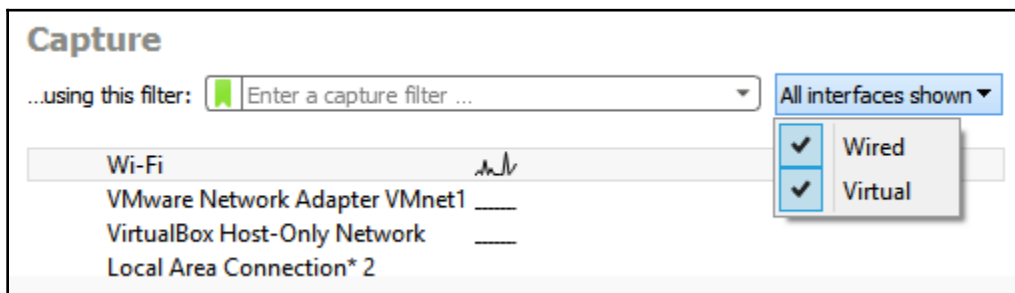 Capture
...using this filter: Enter a capture filter ... All interfaces shown
Wired
Virtual
Wi-Fi
VMware Network Adapter VMnet1
VirtualBox Host-Only Network
Local Area Connection* 2